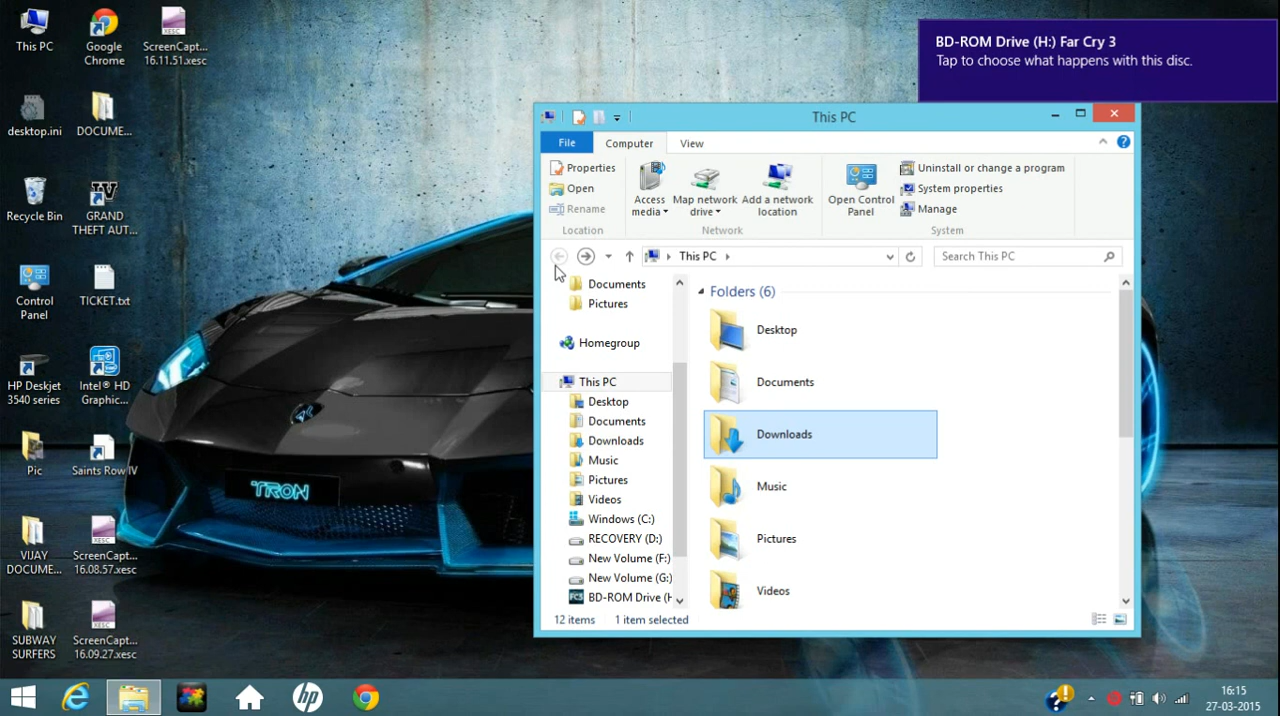 This PC
Google
Chrome
ScreenCapt...
16.11.51.xesc
desktop.ini
DOCUME...
Recycle Bin
IV
GRAND
THEFT AUT...
Control
Panel
TICKET.txt
HP Deskjet
3540 series
Intel® HD
Graphic...
Pic
Saints Row IV
VIJAY
DOCUME...
ScreenCapt...
16.08.57.xesc
SUBWAY
SURFERS
ScreenCapt...
16.09.27.xesc
TRON
BD-ROM Drive (H:) Far Cry 3
Tap to choose what happens with this disc.
This PC
File
Computer
View
Properties
Open
Rename
Location
Access
media
Map network
drive
Add a network
location
Network
Open Control
Panel
Uninstall or change a program
System properties
Manage
System
This PC
Search This PC
Documents
Pictures
Homegroup
This PC
Desktop
Documents
Downloads
Music
Pictures
Videos
Windows (C:)
RECOVERY (D:)
New Volume (F:)
New Volume (G:)
FC3
BD-ROM Drive (H
Folders (6)
Desktop
Documents
Downloads
Music
Pictures
Videos
12 items
1 item selected
hp
16:15
27-03-2015